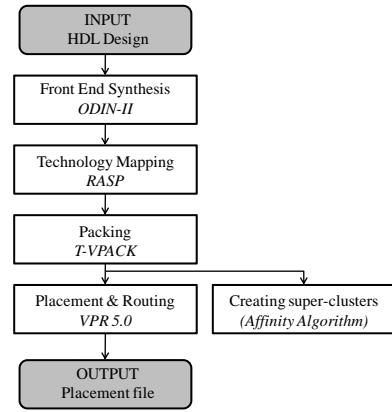 INPUT
HDL Design
Front End Synthesis
ODIN-II
Technology Mapping
RASP
Packing
T-VPACK
Placement & Routing
VPR 5.0
Creating super-clusters
(Affinity Algorithm)
OUTPUT
Placement file